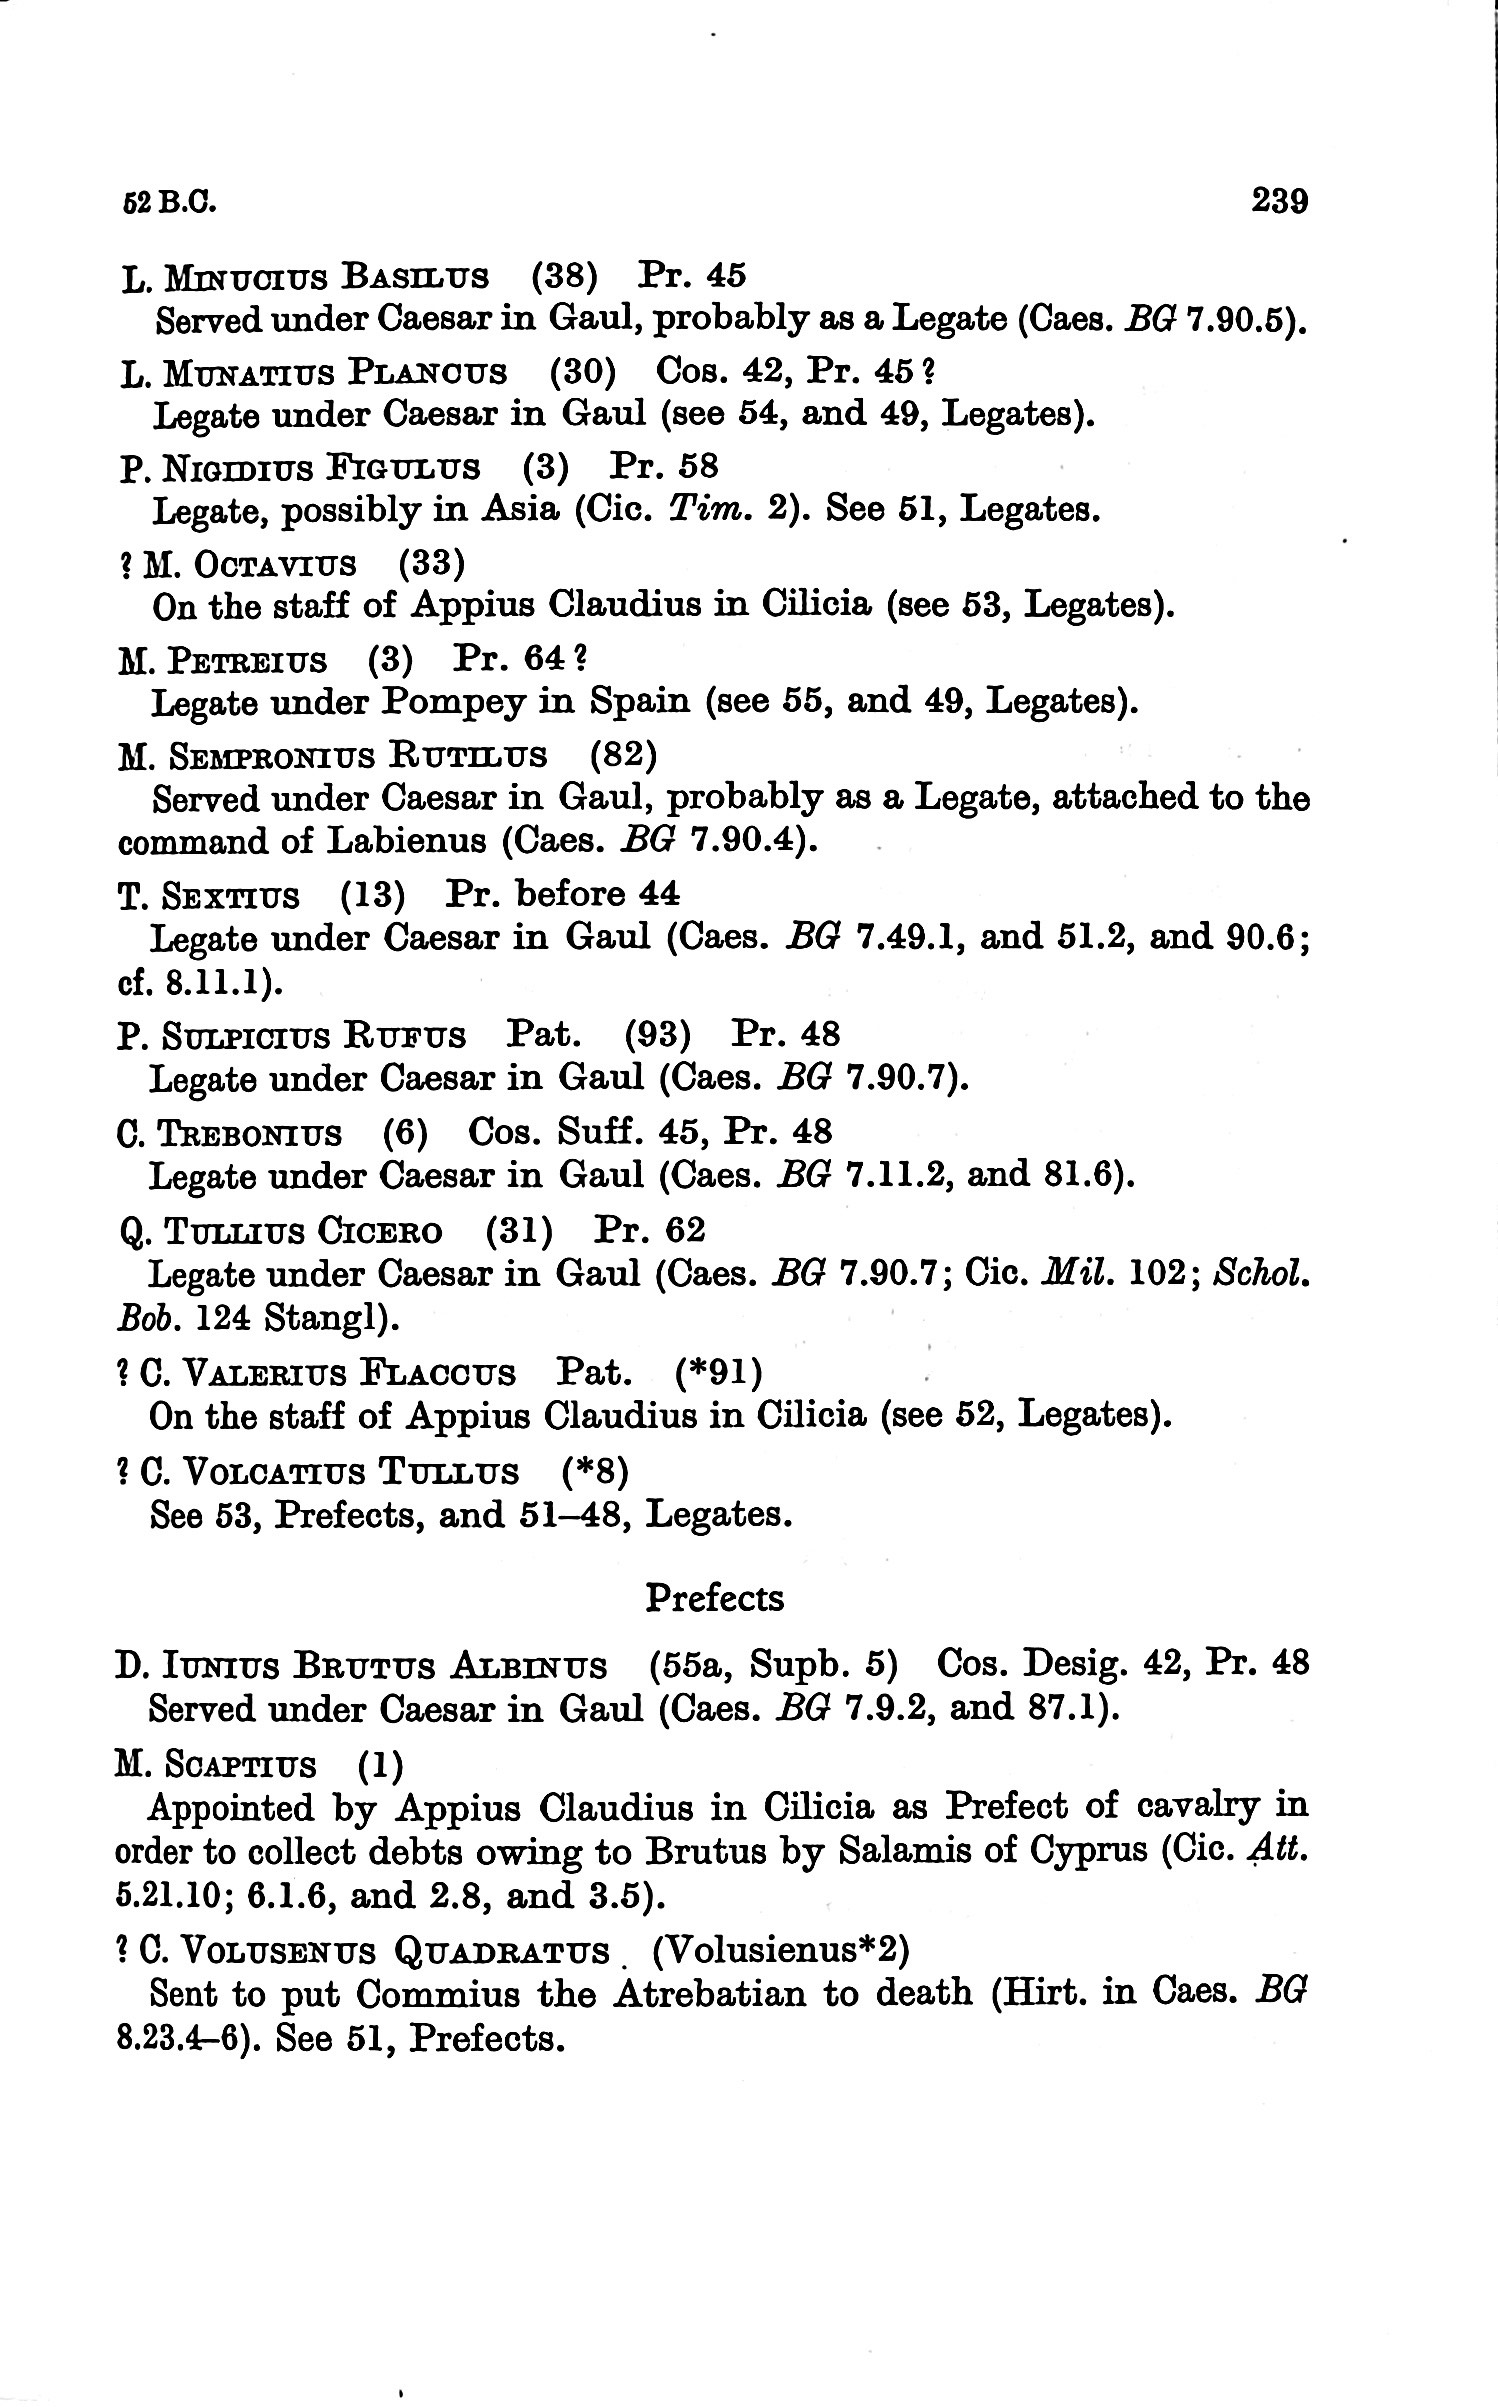 52 B.C. 239
L. MINUCIUS BASILUS (38) Pr. 45
Served under Caesar in Gaul, probably as a Legate (Caes. BG 7.90.5).
L. MUNATIUS PLANCUS (30) Cos. 42, Pr. 45?
Legate under Caesar in Gaul (see 54, and 49, Legates).
P. NIGIDIUS FIGULUS (3) Pr. 58
Legate, possibly in Asia (Cic. Tim. 2). See 51, Legates.
? M. OCTAVIUS (33)
On the staff of Appius Claudius in Cilicia (see 53, Legates).
M. PETREIUS (3) Pr. 64?
Legate under Pompey in Spain (see 55, and 49, Legates).
M. SEMPRONIUS RUTILUS (82)
Served under Caesar in Gaul, probably as a Legate, attached to the
command of Labienus (Caes. BG 7.90.4).
T. SEXTIUS (13) Pr. before 44
Legate under Caesar in Gaul (Caes. BG 7.49.1, and 51.2, and 90.6;
cf. 8.11.1).
P. SULPICIUS RUFUS Pat. (93) Pr. 48
Legate under Caesar in Gaul (Caes. BG 7.90.7).
C. TREBONIUS (6) Cos. Suff. 45, Pr. 48
Legate under Caesar in Gaul (Caes. BG 7.11.2, and 81.6).
Q. TULLIUS CICERO (31) Pr. 62
Legate under Caesar in Gaul (Caes. BG 7.90.7; Cic. Mil. 102; Schol.
Bob. 124 Stangl).
? C. VALERIUS FLACCUS Pat. (*91)
On the staff of Appius Claudius in Cilicia (see 52, Legates).
? C. VOLCATIUS TULLUS (*8)
See 53, Prefects, and 51–48, Legates.
Prefects
D. IUNIUS BRUTUS ALBINUS (55a, Supb. 5) Cos. Desig. 42, Pr. 48
Served under Caesar in Gaul (Caes. BG 7.9.2, and 87.1).
M. SCAPTIUS (1)
Appointed by Appius Claudius in Cilicia as Prefect of cavalry in
order to collect debts owing to Brutus by Salamis of Cyprus (Cic. Att.
5.21.10; 6.1.6, and 2.8, and 3.5).
? C. VOLUSENUS QUADRATUS (Volusienus*2)
Sent to put Commius the Atrebatian to death (Hirt. in Caes. BG
8.23.4–6). See 51, Prefects.